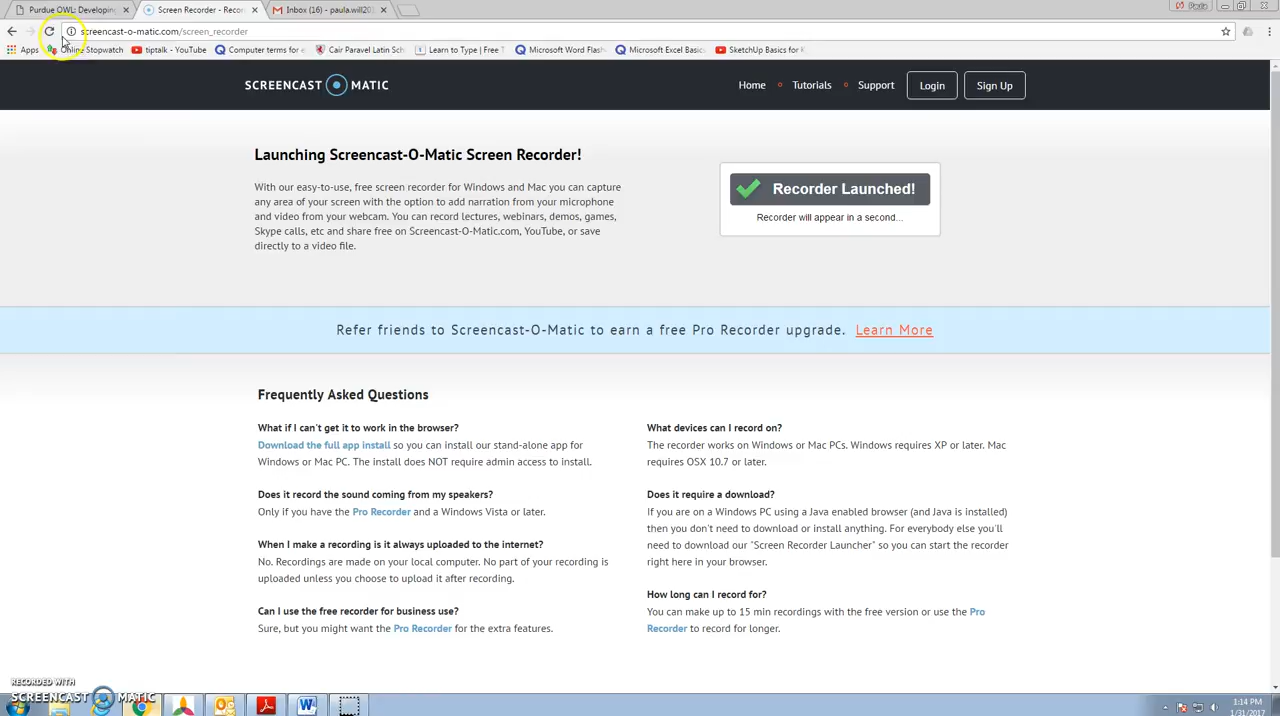 Purdue OWL: Developing
Screen Recorder - Recor
Inbox (16) - paula.will201
screencast-o-matic.com/screen_recorder
Apps
Online Stopwatch
tiptalk - YouTube
Computer terms for e
Cair Paravel Latin Sch
Learn to Type | Free T
Microsoft Word Flash
Microsoft Excel Basics
SketchUp Basics for K
SCREENCAST MATIC
Home
Tutorials
Support
Login
Sign Up
Launching Screencast-O-Matic Screen Recorder!
With our easy-to-use, free screen recorder for Windows and Mac you can capture
any area of your screen with the option to add narration from your microphone
and video from your webcam. You can record lectures, webinars, demos, games,
Skype calls, etc and share free on Screencast-O-Matic.com, YouTube, or save
directly to a video file.
Recorder Launched!
Recorder will appear in a second...
Refer friends to Screencast-O-Matic to earn a free Pro Recorder upgrade. Learn More
Frequently Asked Questions
What if I can't get it to work in the browser?
Download the full app install so you can install our stand-alone app for
Windows or Mac PC. The install does NOT require admin access to install.
Does it record the sound coming from my speakers?
Only if you have the Pro Recorder and a Windows Vista or later.
When I make a recording is it always uploaded to the internet?
No. Recordings are made on your local computer. No part of your recording is
uploaded unless you choose to upload it after recording.
Can I use the free recorder for business use?
Sure, but you might want the Pro Recorder for the extra features.
What devices can I record on?
The recorder works on Windows or Mac PCs. Windows requires XP or later. Mac
requires OSX 10.7 or later.
Does it require a download?
If you are on a Windows PC using a Java enabled browser (and Java is installed)
then you don't need to download or install anything. For everybody else you'll
need to download our "Screen Recorder Launcher" so you can start the recorder
right here in your browser.
How long can I record for?
You can make up to 15 min recordings with the free version or use the Pro
Recorder to record for longer.
RECORDED WITH
SCREENCAST MATIC
1:14 PM
1/31/2017